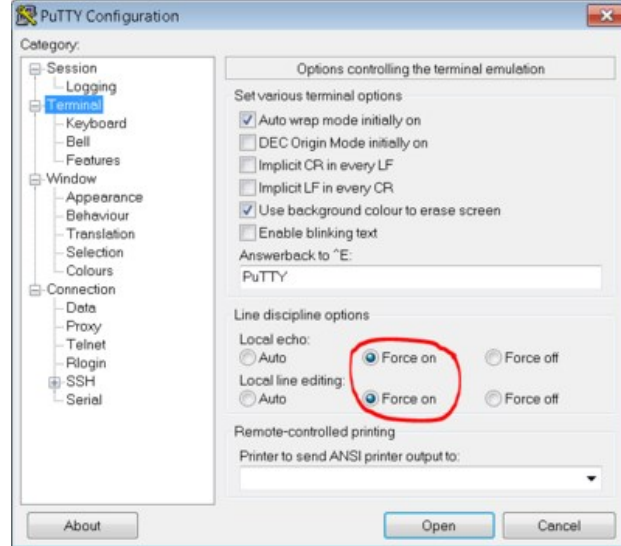 PuTTY Configuration
Category:
Session
Logging
Terminal
Keyboard
Bell
Features
Window
Appearance
Behaviour
Translation
Selection
Colours
Connection
Data
Proxy
Telnet
Rlogin
SSH
Serial
Options controlling the terminal emulation
Set various terminal options
Auto wrap mode initially on
DEC Origin Mode initially on
Implicit CR in every LF
Implicit LF in every CR
Use background colour to erase screen
Enable blinking text
Answerback to ^E:
PuTTY
Line discipline options
Local echo:
Auto Force on Force off
Local line editing:
Auto Force on Force off
Remote-controlled printing
Printer to send ANSI printer output to:
About Open Cancel